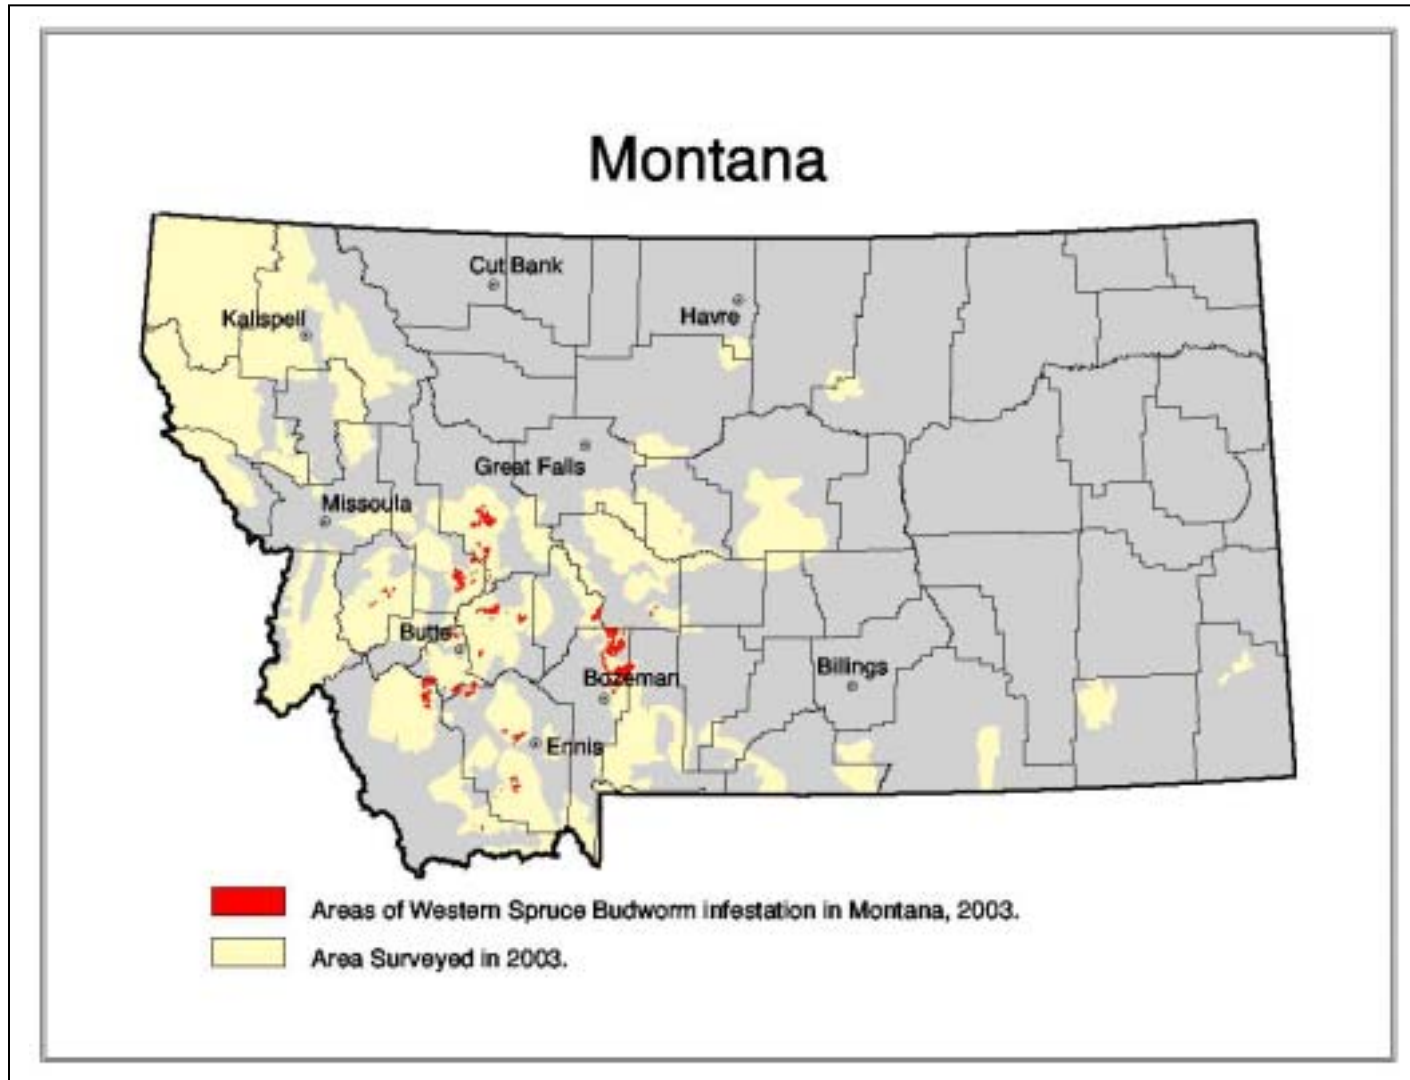 Montana
Cut Bank
Kalispell
Havre
Great Falls
Missoula
Butte
Bozeman
Billings
Ennis
Areas of Western Spruce Budworm infestation in Montana, 2003.
Area Surveyed in 2003.